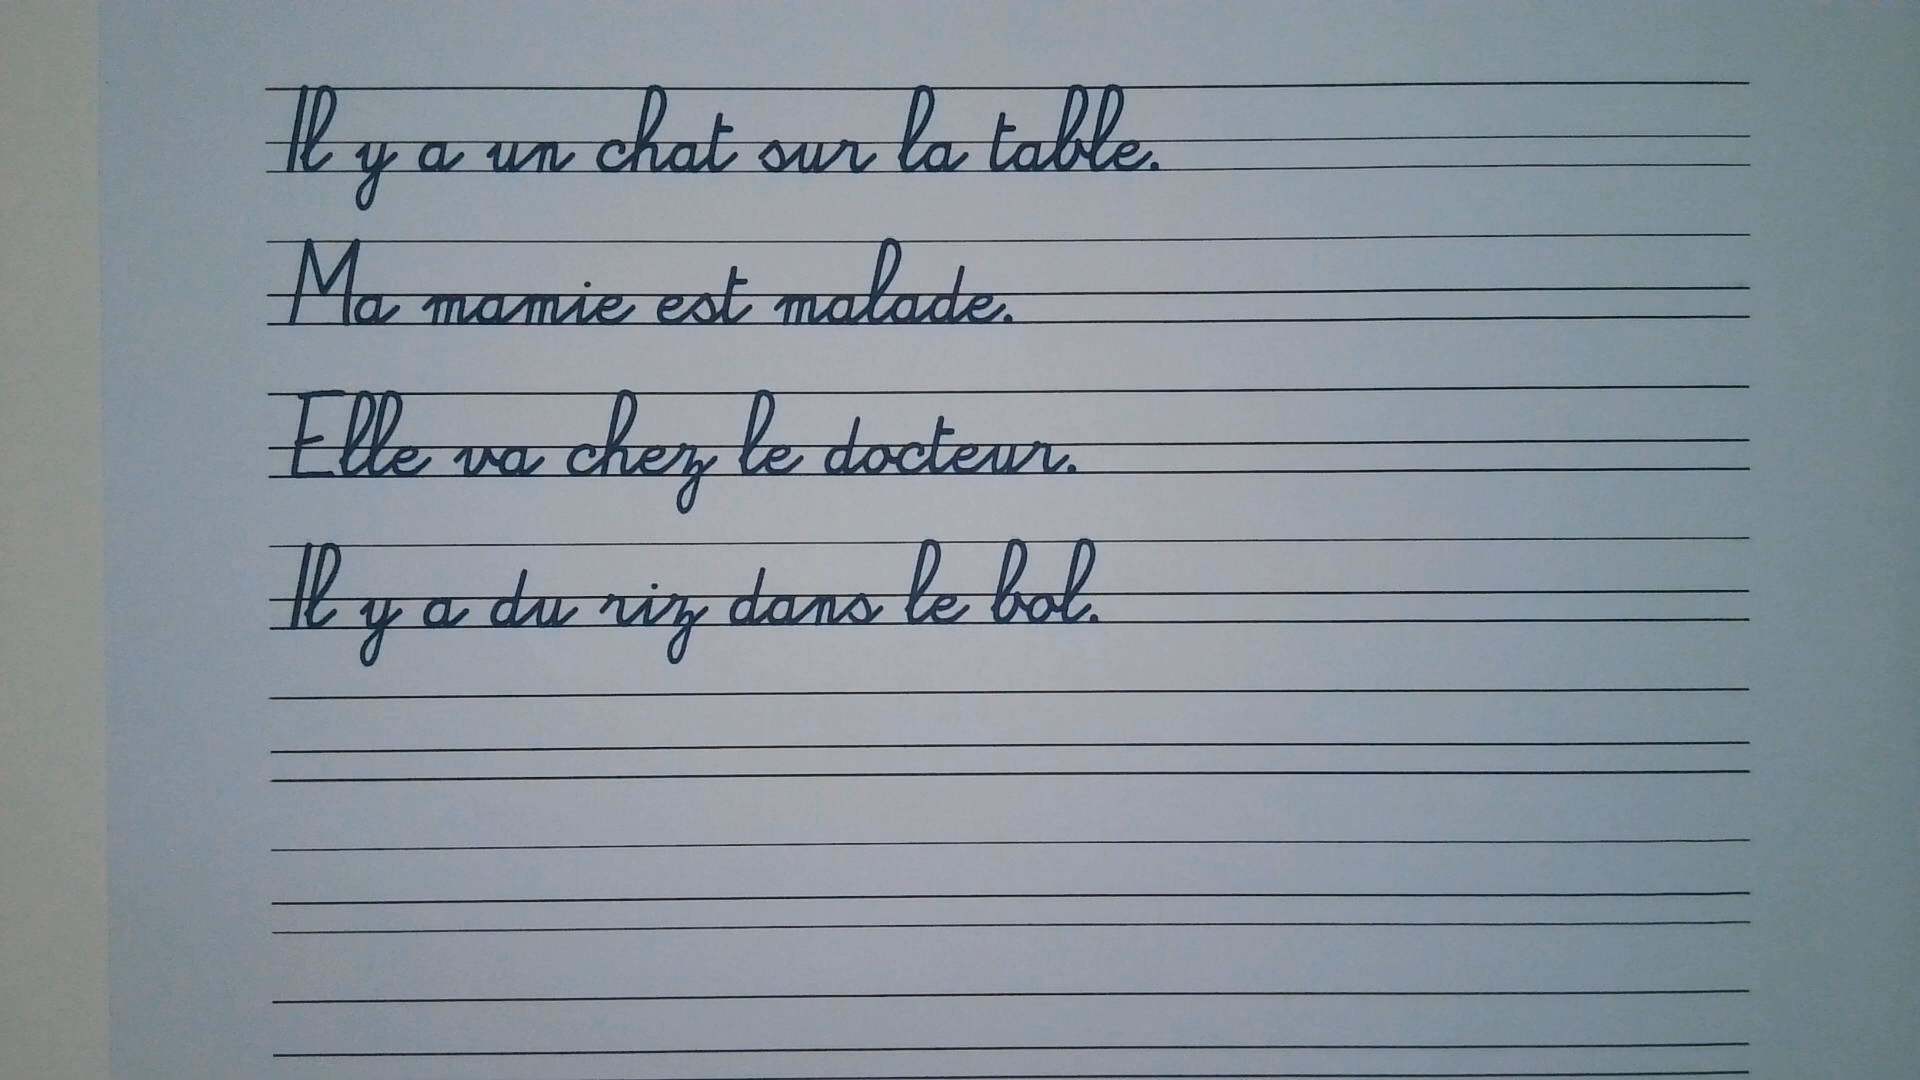 Il y a un chat sur la table.
Ma mamie est malade.
Elle va chez le docteur.
Il y a du riz dans le bol.